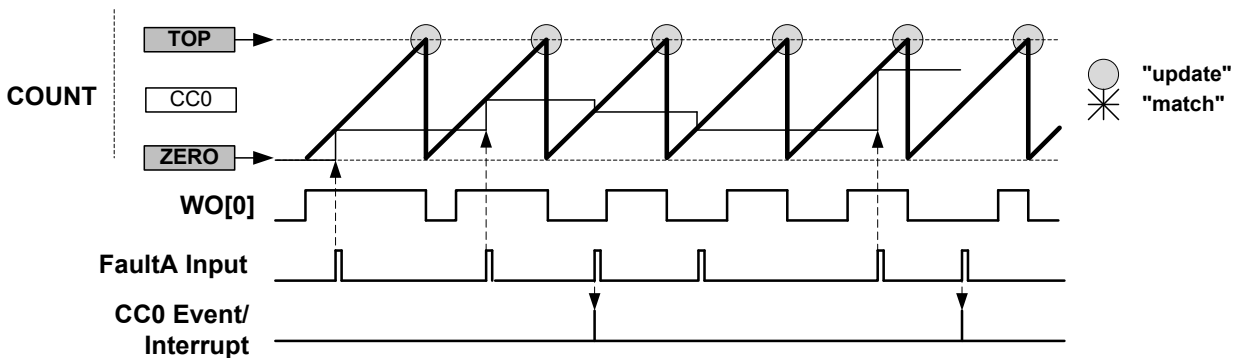 TOP
COUNT
CC0
ZERO
"update"
"match"
WO[0]
FaultA Input
CC0 Event/
Interrupt